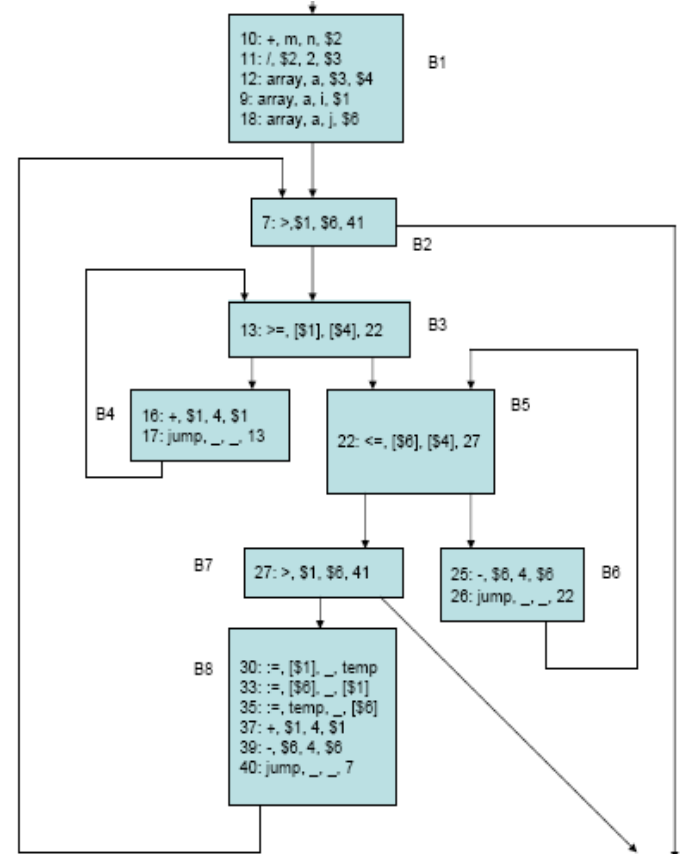 10: +, m, n, $2
11: /, $2, 2, $3
12: array, a, $3, $4
9: array, a, i, $1
18: array, a, j, $6
B1
7: >,$1, $6, 41
B2
13: >=, [$1], [$4], 22
B3
B4
16: +, $1, 4, $1
17: jump, _, _, 13
B5
22: <=, [$6], [$4], 27
B7
27: >, $1, $6, 41
25: -, $6, 4, $6
26: jump, _, _, 22
B6
B8
30: :=, [$1], _, temp
33: :=, [$6], _, [$1]
35: :=, temp, _, [$6]
37: +, $1, 4, $1
39: -, $6, 4, $6
40: jump, _, _, 7